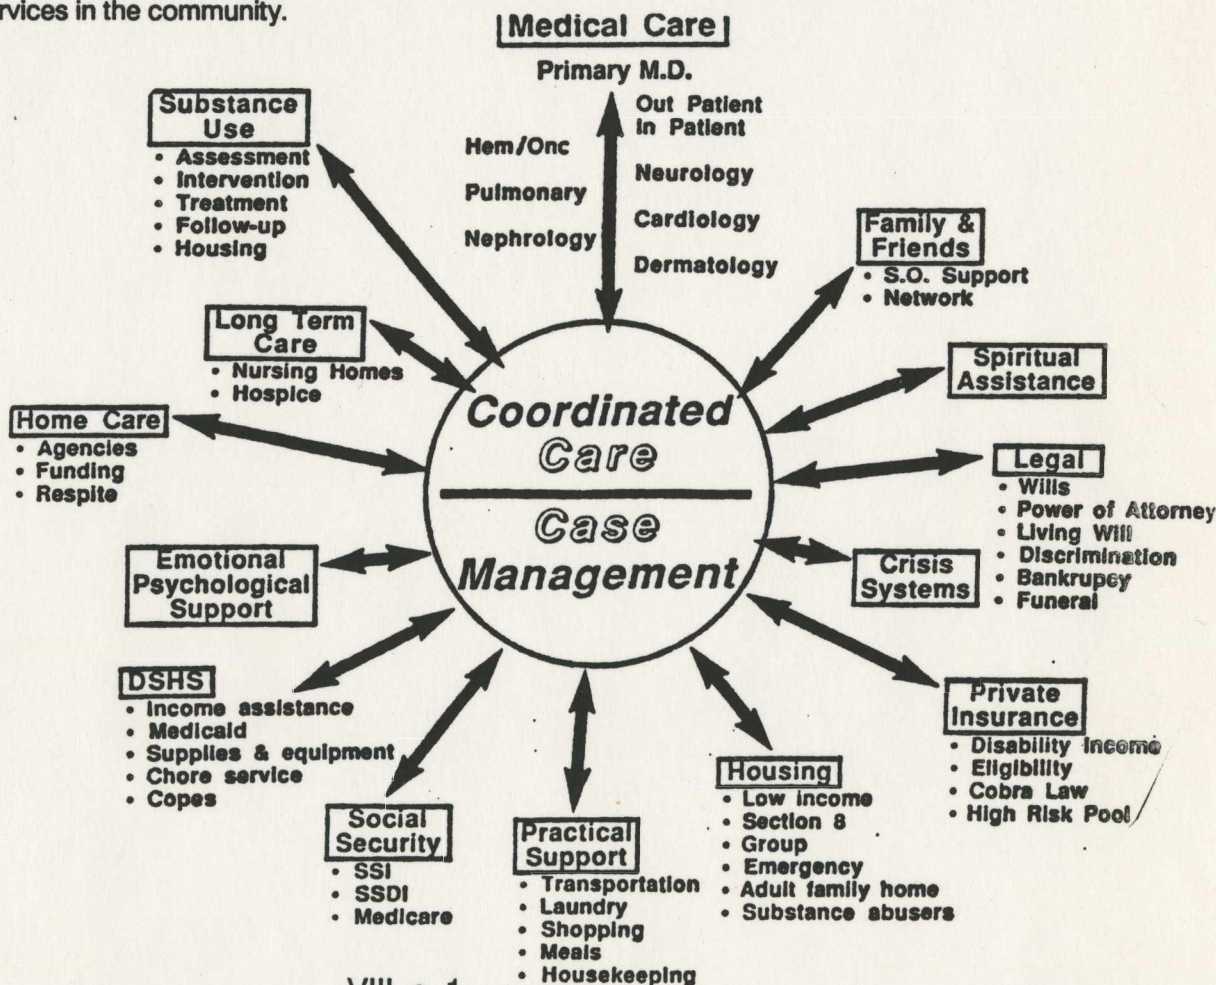 rvices in the community.
Medical Care
Primary M.D.
Out Patient
In Patient
Hem/Onc
Neurology
Pulmonary
Cardiology
Nephrology
Dermatology
Substance
Use
• Assessment
• Intervention
• Treatment
• Follow-up
• Housing
Family &
Friends
• S.O. Support
• Network
Long Term
Care
• Nursing Homes
• Hospice
Spiritual
Assistance
Home Care
• Agencies
• Funding
• Respite
Coordinated
Care
Case
Management
Legal
• Wills
• Power of Attorney
• Living Will
• Discrimination
• Bankrupcy
• Funeral
Emotional
Psychological
Support
Crisis
Systems
DSHS
• Income assistance
• Medicaid
• Supplies & equipment
• Chore service
• Copes
Private
Insurance
• Disability Income
• Eligibility
• Cobra Law
• High Risk Pool
Social
Security
• SSI
• SSDI
• Medicare
Practical
Support
• Transportation
• Laundry
• Shopping
• Meals
• Housekeeping
Housing
• Low income
• Section 8
• Group
• Emergency
• Adult family home
• Substance abusers